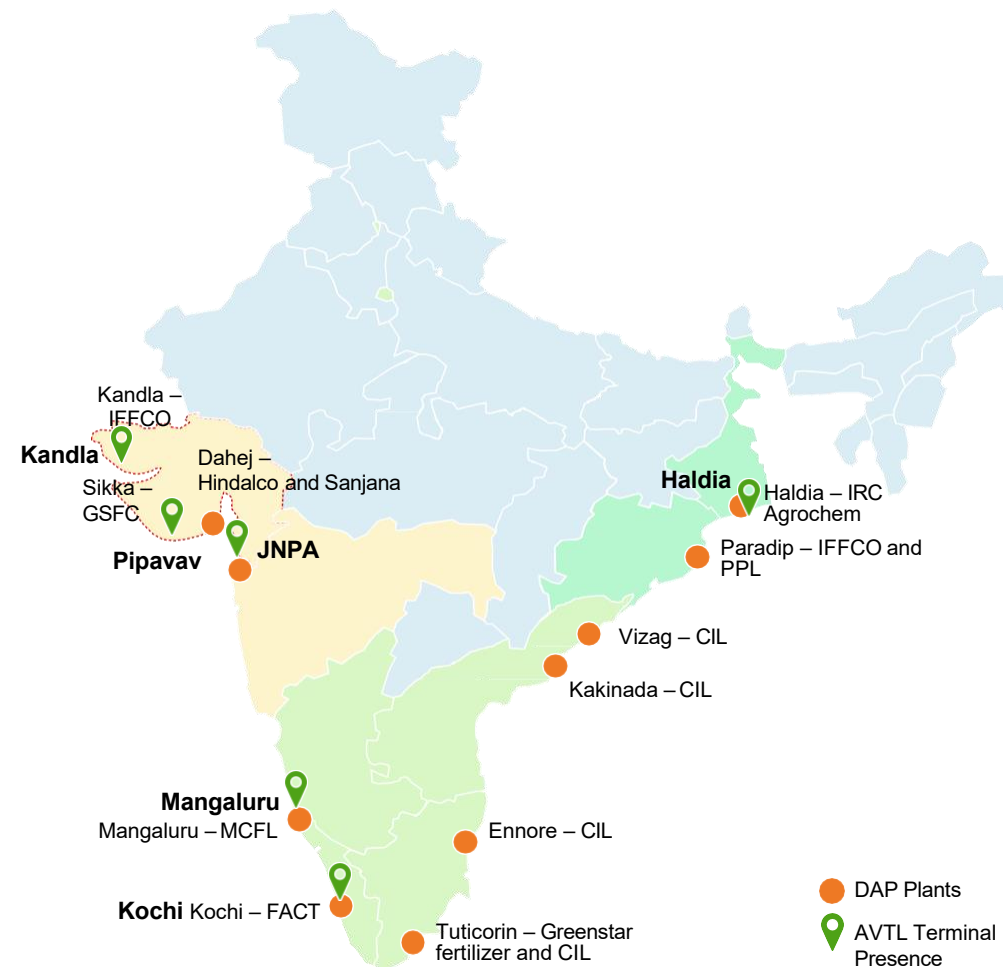 Kandla –
IFFCO
Kandla
Dahej –
Hindalco and Sanjana
Sikka –
GSFC
Pipavav
JNPA
Haldia
Haldia – IRC
Agrochem
Paradip – IFFCO and
PPL
Vizag – CIL
Kakinada – CIL
Mangaluru
Mangaluru – MCFL
Ennore – CIL
Kochi Kochi – FACT
Tuticorin – Greenstar
fertilizer and CIL
DAP Plants
AVTL Terminal
Presence